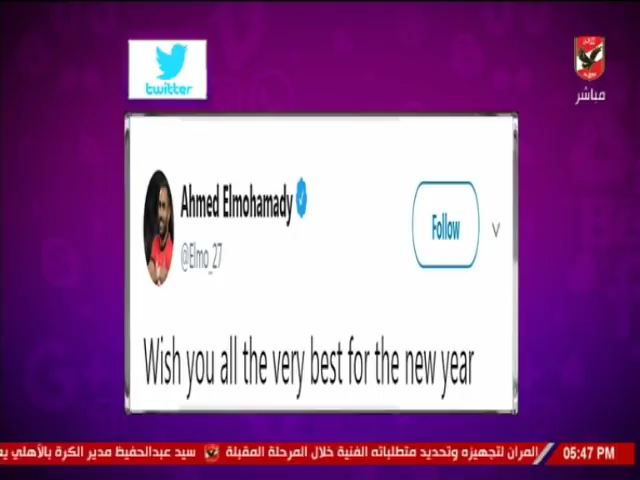 twitter
مباشر
Ahmed Elmohamady
@Elmo_27
Follow
Wish you all the very best for the new year
المران لتجهيزه وتحديد متطلباته الفنية خلال المرحلة المقبلة
سيد عبدالحفيظ مدير الكرة بالأهلي
05:47 PM